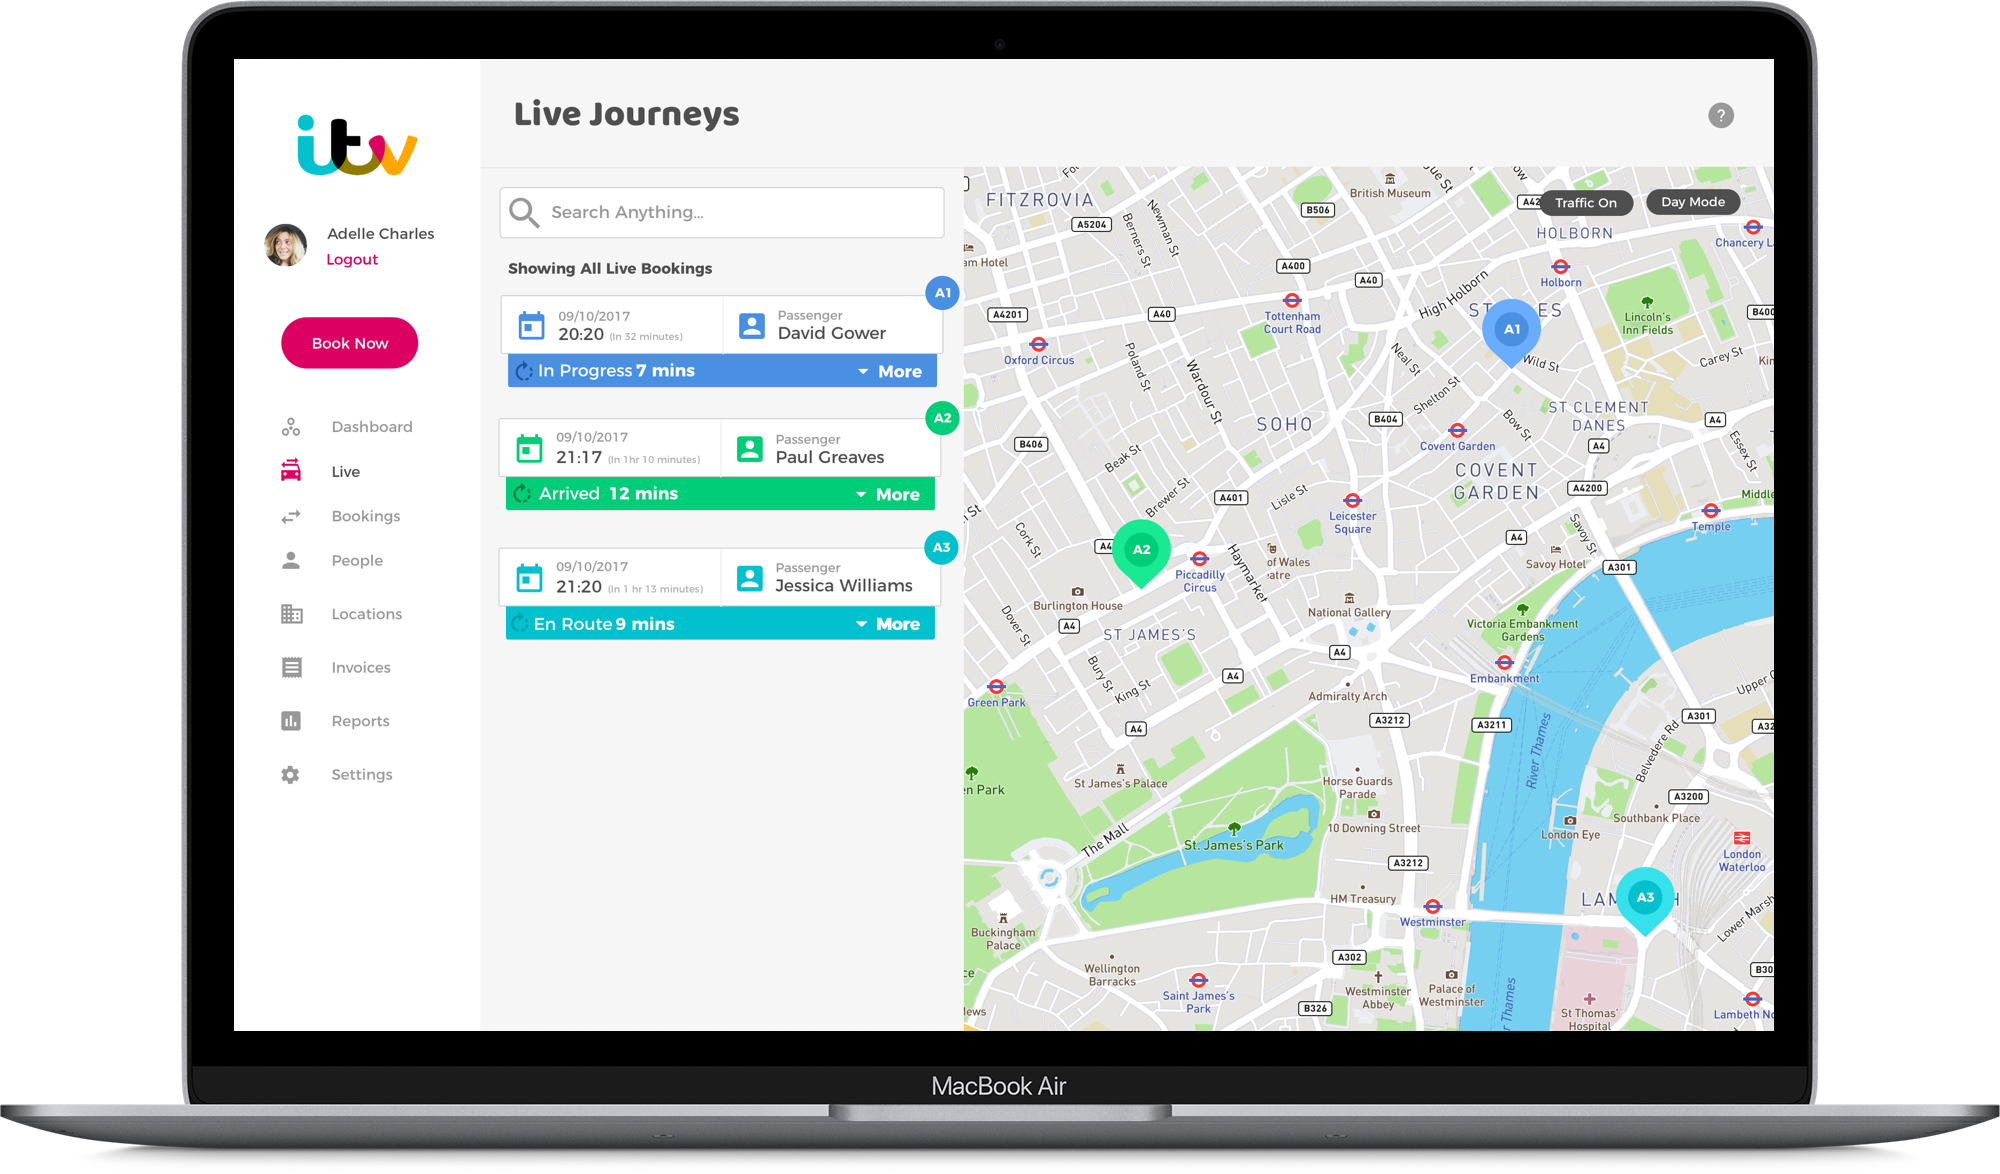 itv
Adelle Charles
Logout
Book Now
Dashboard
Live
Bookings
People
Locations
Invoices
Reports
Settings
Live Journeys
?
Search Anything...
Showing All Live Bookings
A1
09/10/2017
20:20 (In 32 minutes)
Passenger
David Gower
In Progress 7 mins
More
A2
09/10/2017
21:17 (In 1hr 10 minutes)
Passenger
Paul Greaves
Arrived 12 mins
More
A3
09/10/2017
21:20 (In 1 hr 13 minutes)
Passenger
Jessica Williams
En Route 9 mins
More
Traffic On
Day Mode
FITZROVIA
British Museum
B506
A5204
Newman St
Berners St
HOLBORN
Chancery
am Hotel
A400
A40
Holborn
High Holborn
A4201
A40
Tottenham
Court Road
Lincoln's
Inn Fields
A1
Oxford Circus
Poland St
Wardour St
Neal St
Wild St
Carey St
Shelton St
ST CLEMENT
DANES
Bow St
SOHO
B404
A4
B406
Covent Garden
A4
Essex St
Beak St
COVENT
GARDEN
Brewer St
A401
Lisle St
A4200
Leicester
Square
Savoy St
Temple
Cork St
Haymarket
A4
A2
Piccadilly
Circus
of Wales
eatre
Savoy Hotel
A301
Burlington House
National Gallery
Victoria Embankment
Gardens
Dover St
A4
ST JAMES'S
A4
Bury St
King St
A4
Embankment
Green Park
Admiralty Arch
A3212
A3211
A301
Upper
A4
River Thames
Belvedere Rd
en Park
St James's Palace
Horse Guards
Parade
A3200
Southbank Place
The Mall
St. James's Park
10 Downing Street
London Eye
London
Waterloo
A3212
HM Treasury
A3
Westminster
Lower Marsh
Buckingham
Palace
A302
Wellington
Barracks
Saint James's
Park
Westminster
Abbey
Palace of
Westminster
B326
St Thomas'
Hospital
Lambeth
MacBook Air